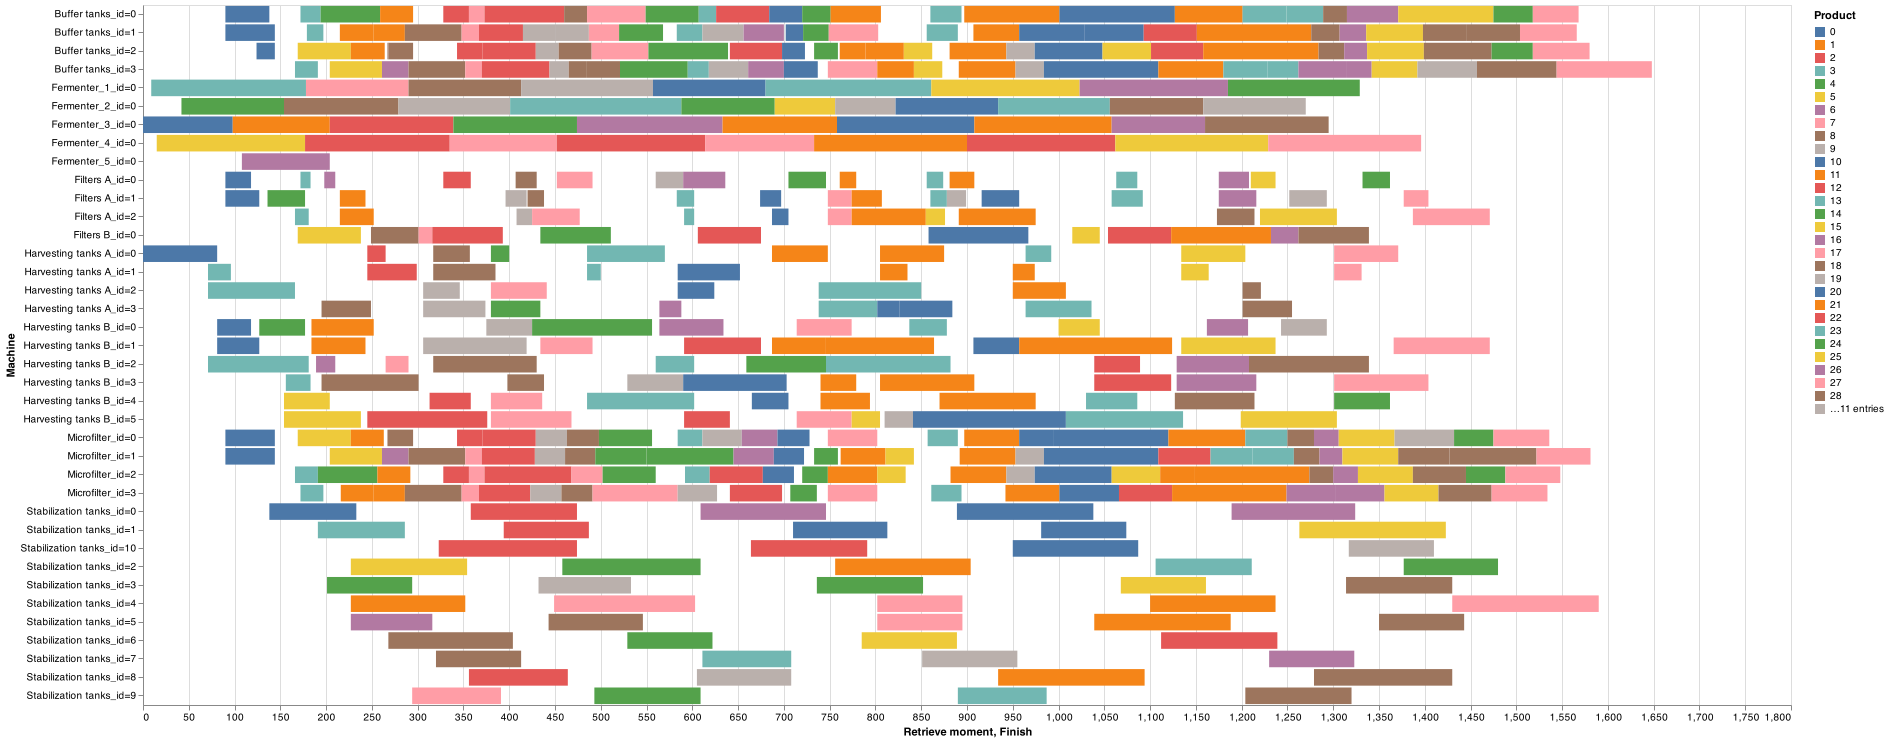 Buffer tanks_id=0
Buffer tanks_id=1
Buffer tanks_id=2
Buffer tanks_id=3
Fermenter_1_id=0
Fermenter_2_id=0
Fermenter_3_id=0
Fermenter_4_id=0
Fermenter_5_id=0
Filters A_id=0
Filters A_id=1
Filters A_id=2
Filters B_id=0
Harvesting tanks A_id=0
Harvesting tanks A_id=1
Harvesting tanks A_id=2
Harvesting tanks A_id=3
Harvesting tanks B_id=0
Harvesting tanks B_id=1
Harvesting tanks B_id=2
Harvesting tanks B_id=3
Harvesting tanks B_id=4
Harvesting tanks B_id=5
Microfilter_id=0
Microfilter_id=1
Microfilter_id=2
Microfilter_id=3
Stabilization tanks_id=0
Stabilization tanks_id=1
Stabilization tanks_id=10
Stabilization tanks_id=2
Stabilization tanks_id=3
Stabilization tanks_id=4
Stabilization tanks_id=5
Stabilization tanks_id=6
Stabilization tanks_id=7
Stabilization tanks_id=8
Stabilization tanks_id=9
Machine
0 50 100 150 200 250 300 350 400 450 500 550 600 650 700 750 800 850 900 950 1,000 1,050 1,100 1,150 1,200 1,250 1,300 1,350 1,400 1,450 1,500 1,550 1,600 1,650 1,700 1,750 1,800
Retrieve moment, Finish
Product
0
1
2
3
4
5
6
7
8
9
10
11
12
13
14
15
16
17
18
19
20
21
22
23
24
25
26
27
28
…11 entries